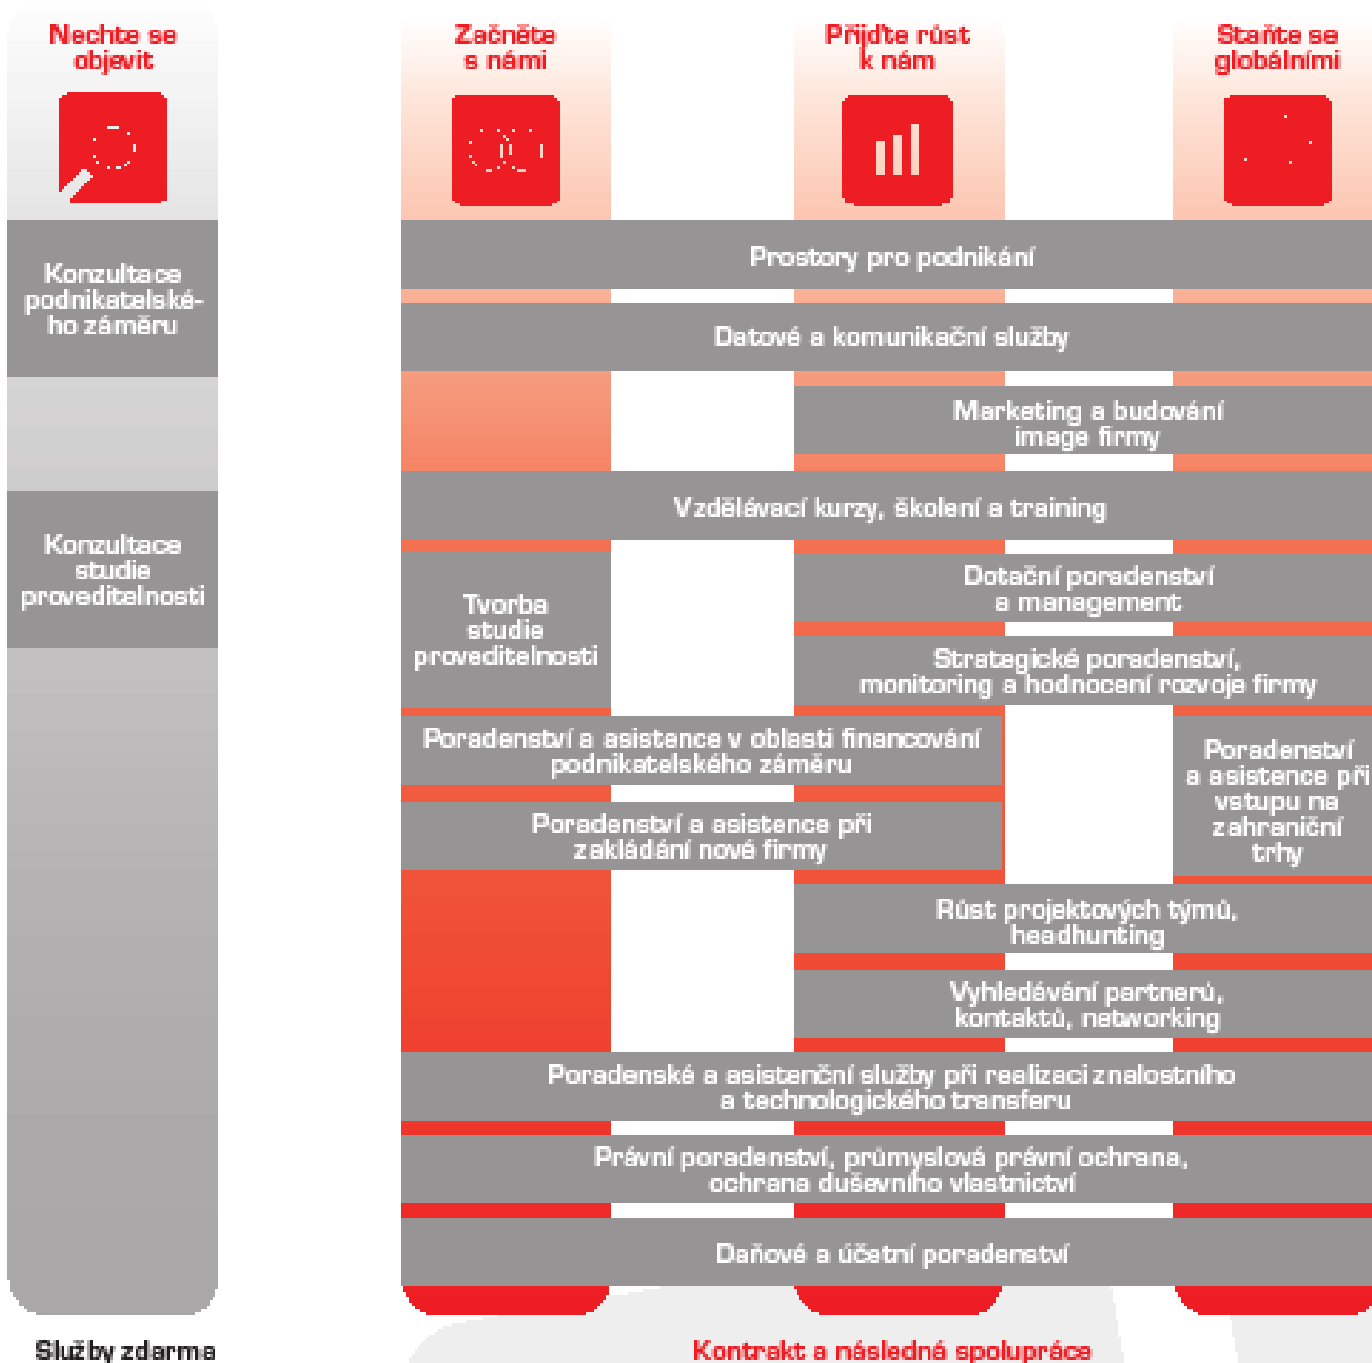 Nechte se
objevit
Začněte
s námi
Přijďte růst
k nám
Staňte se
globálními
Konzultace
podnikatelské-
ho záměru
Konzultace
studie
proveditelnosti
Prostory pro podnikání
Datové a komunikační služby
Marketing a budování
image firmy
Vzdělávací kurzy, školení a training
Tvorba
studie
proveditelnosti
Dotační poradenství
a management
Strategické poradenství,
monitoring a hodnocení rozvoje firmy
Poradenství a asistence v oblasti financování
podnikatelského záměru
Poradenství
a asistence při
vstupu na
zahraniční
trhy
Poradenství a asistence při
zakládání nové firmy
Růst projektových týmů,
headhunting
Vyhledávání partnerů,
kontaktů, networking
Poradenské a asistenční služby při realizaci znalostního
a technologického transferu
Právní poradenství, průmyslová právní ochrana,
ochrana duševního vlastnictví
Daňové a účetní poradenství
Služby zdarma
Kontrakt a následná spolupráce